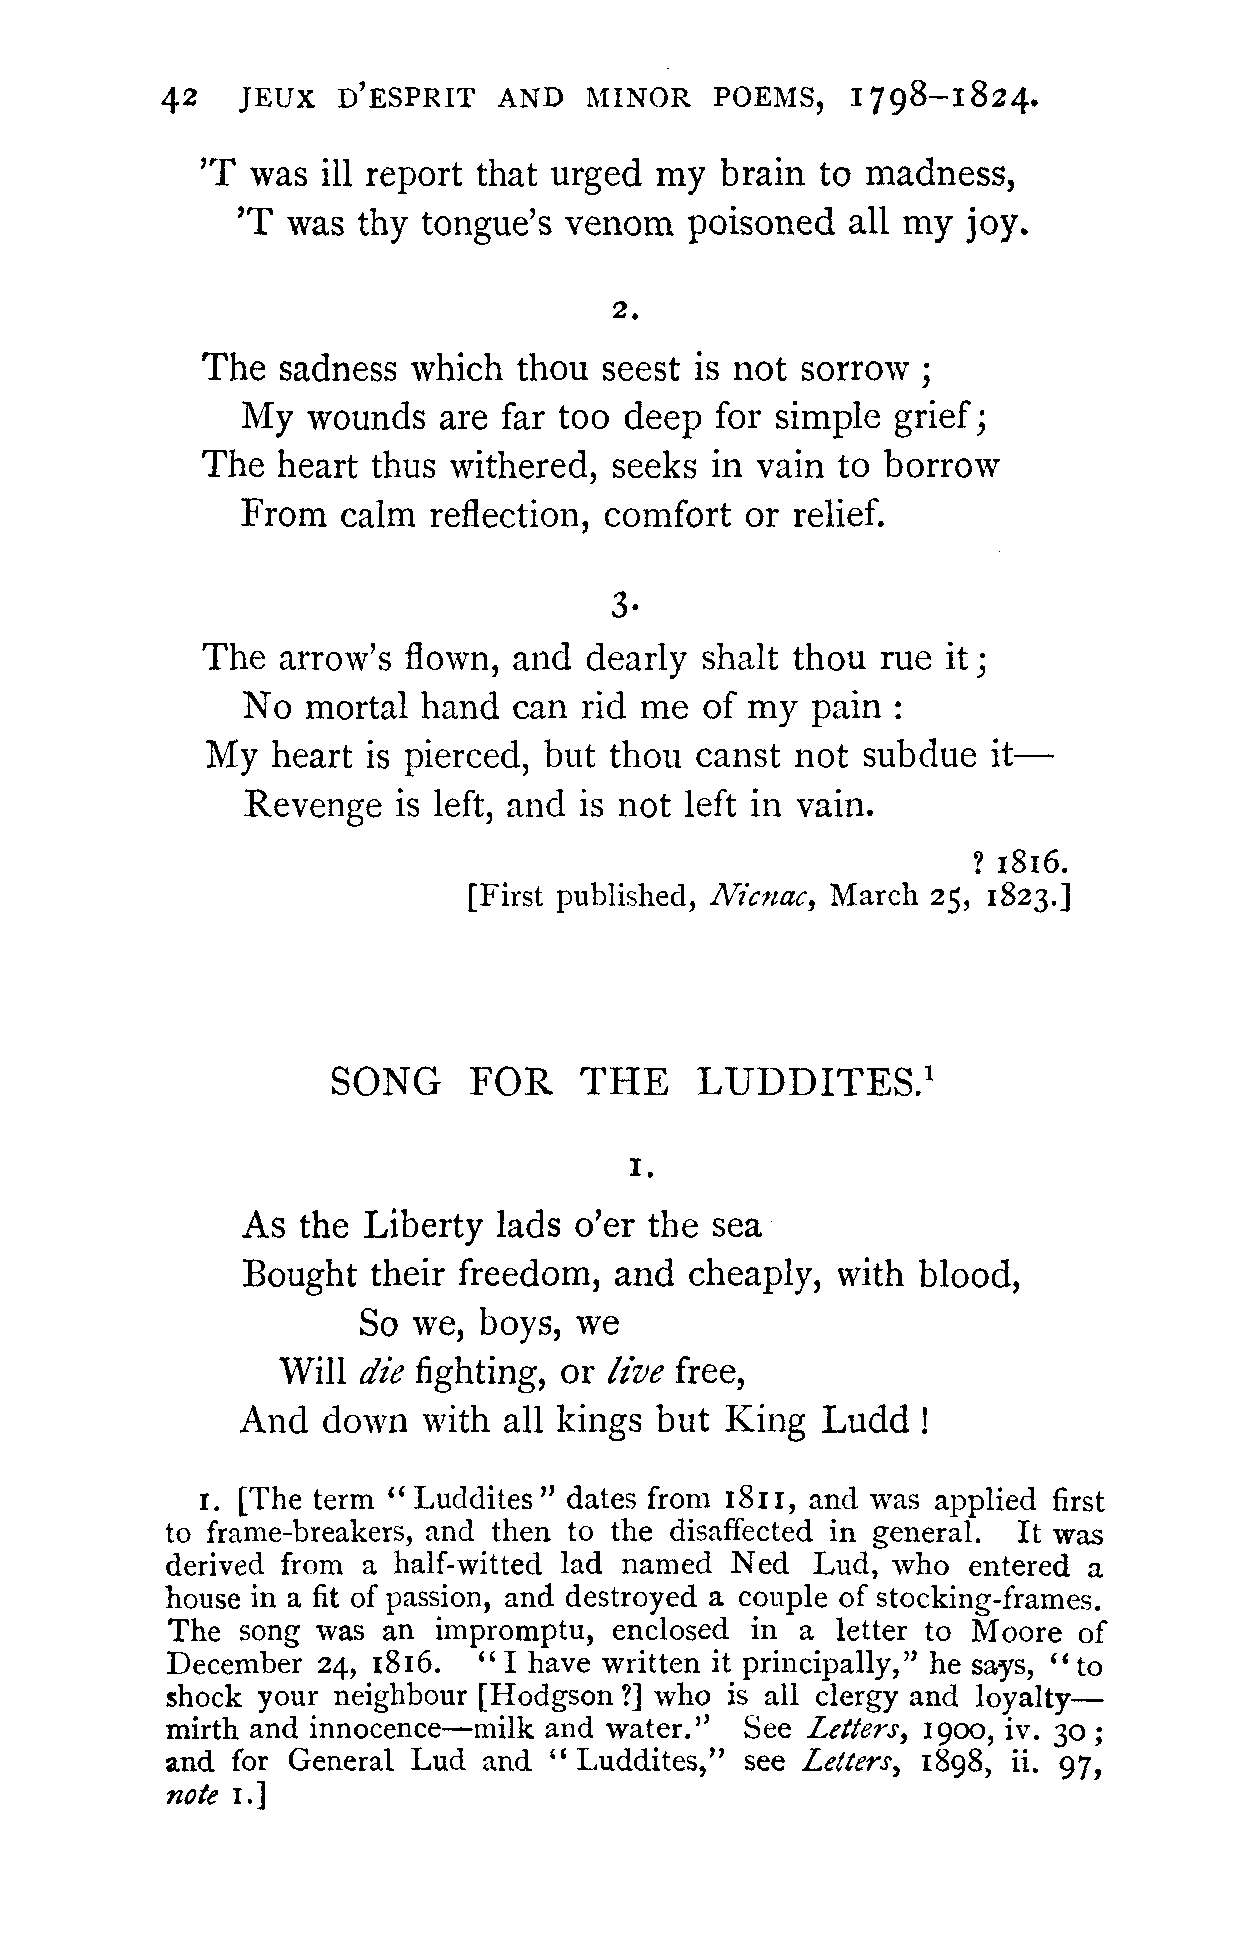 42 JEUX D'ESPRIT AND MINOR POEMS, 1798–1824.
'T was ill report that urged my brain to madness,
'T was thy tongue's venom poisoned all my joy.
2.
The sadness which thou seest is not sorrow ;
My wounds are far too deep for simple grief ;
The heart thus withered, seeks in vain to borrow
From calm reflection, comfort or relief.
3.
The arrow's flown, and dearly shalt thou rue it ;
No mortal hand can rid me of my pain :
My heart is pierced, but thou canst not subdue it—
Revenge is left, and is not left in vain.
? 1816.
[First published, Nicnac, March 25, 1823.]
SONG FOR THE LUDDITES.¹
1.
As the Liberty lads o'er the sea
Bought their freedom, and cheaply, with blood,
So we, boys, we
Will die fighting, or live free,
And down with all kings but King Ludd !
1. [The term "Luddites" dates from 1811, and was applied first
to frame-breakers, and then to the disaffected in general. It was
derived from a half-witted lad named Ned Lud, who entered a
house in a fit of passion, and destroyed a couple of stocking-frames.
The song was an impromptu, enclosed in a letter to Moore of
December 24, 1816. "I have written it principally," he says, "to
shock your neighbour [Hodgson ?] who is all clergy and loyalty—
mirth and innocence—milk and water." See Letters, 1900, iv. 30 ;
and for General Lud and "Luddites," see Letters, 1898, ii. 97,
note 1.]